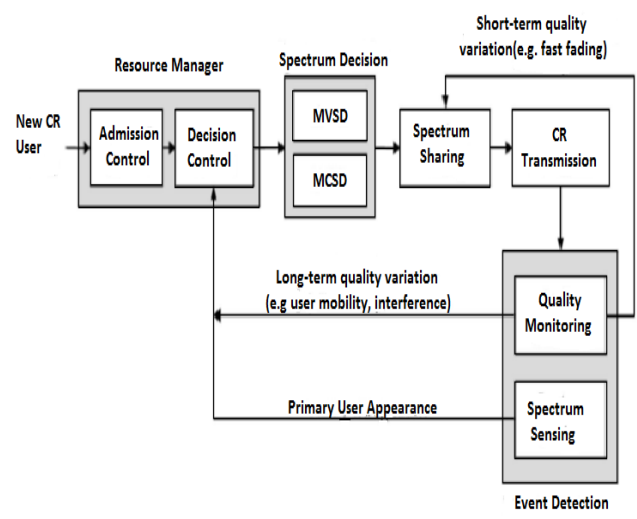 Short-term quality
variation(e.g. fast fading)
Resource Manager
Spectrum Decision
New CR
User
Admission
Control
Decision
Control
MVSD
MCSD
Spectrum
Sharing
CR
Transmission
Long-term quality variation
(e.g user mobility, interference)
Quality
Monitoring
Primary User Appearance
Spectrum
Sensing
Event Detection